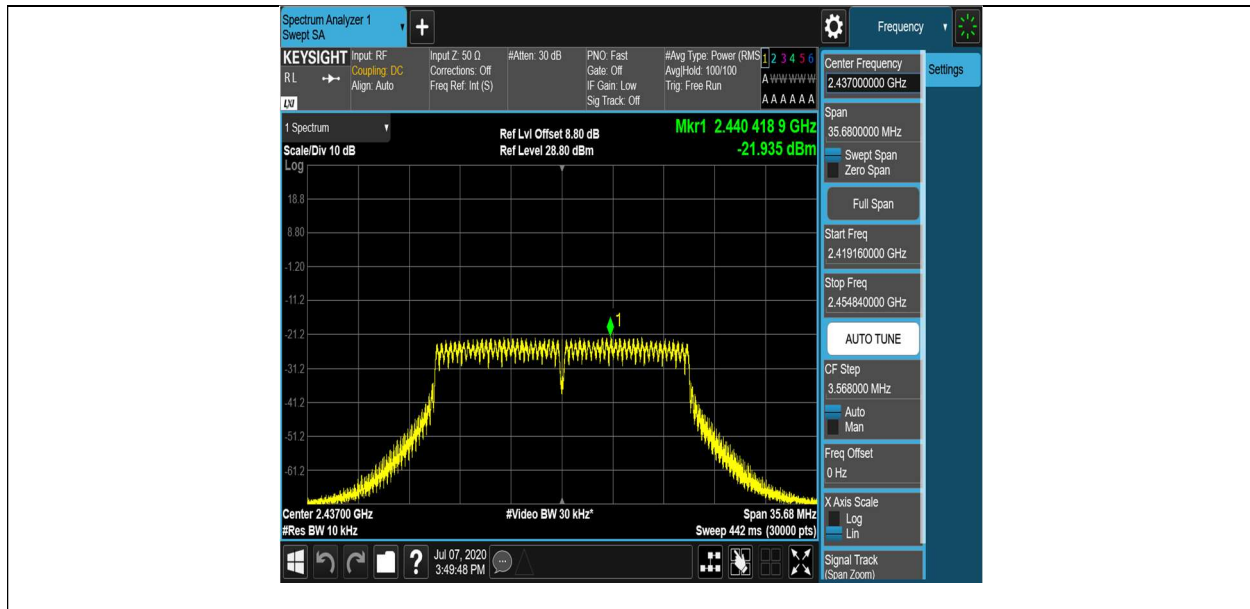 Spectrum Analyzer 1
Swept SA
+
Frequency
KEYSIGHT
RL
LXI
Input: RF
Coupling: DC
Align: Auto
Input Z: 50 Ω
Corrections: Off
Freq Ref: Int (S)
#Atten: 30 dB
PNO: Fast
Gate: Off
IF Gain: Low
Sig Track: Off
#Avg Type: Power (RMS
Avg|Hold: 100/100
Trig: Free Run
1 2 3 4 5 6
A W W W W W
A A A A A A
1 Spectrum
Scale/Div 10 dB
Log
Ref Lvl Offset 8.80 dB
Ref Level 28.80 dBm
Mkr1 2.440 418 9 GHz
-21.935 dBm
18.8
8.80
-1.20
-11.2
-21.2
-31.2
-41.2
-51.2
-61.2
1
Center 2.43700 GHz
#Res BW 10 kHz
#Video BW 30 kHz*
Span 35.68 MHz
Sweep 442 ms (30000 pts)
Center Frequency
2.437000000 GHz
Settings
Span
35.6800000 MHz
Swept Span
Zero Span
Full Span
Start Freq
2.419160000 GHz
Stop Freq
2.454840000 GHz
AUTO TUNE
CF Step
3.568000 MHz
Auto
Man
Freq Offset
0 Hz
X Axis Scale
Log
Lin
Signal Track
(Span Zoom)
?
Jul 07, 2020
3:49:48 PM